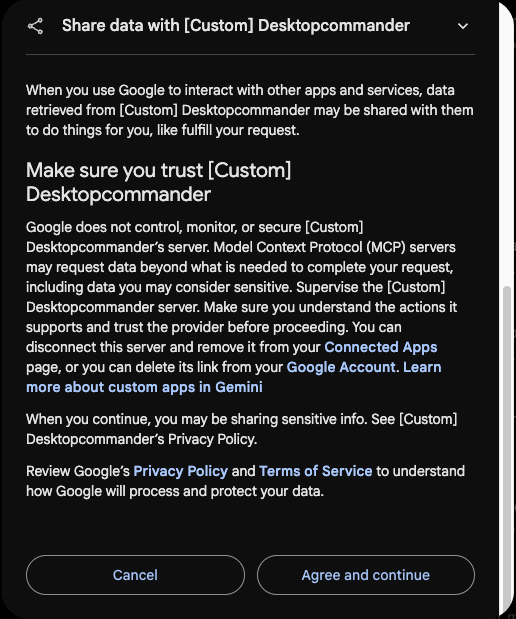 Share data with [Custom] Desktopcommander
When you use Google to interact with other apps and services, data
retrieved from [Custom] Desktopcommander may be shared with them
to do things for you, like fulfill your request.
Make sure you trust [Custom]
Desktopcommander
Google does not control, monitor, or secure [Custom]
Desktopcommander's server. Model Context Protocol (MCP) servers
may request data beyond what is needed to complete your request,
including data you may consider sensitive. Supervise the [Custom]
Desktopcommander server. Make sure you understand the actions it
supports and trust the provider before proceeding. You can
disconnect this server and remove it from your Connected Apps
page, or you can delete its link from your Google Account. Learn
more about custom apps in Gemini
When you continue, you may be sharing sensitive info. See [Custom]
Desktopcommander's Privacy Policy.
Review Google's Privacy Policy and Terms of Service to understand
how Google will process and protect your data.
Cancel
Agree and continue